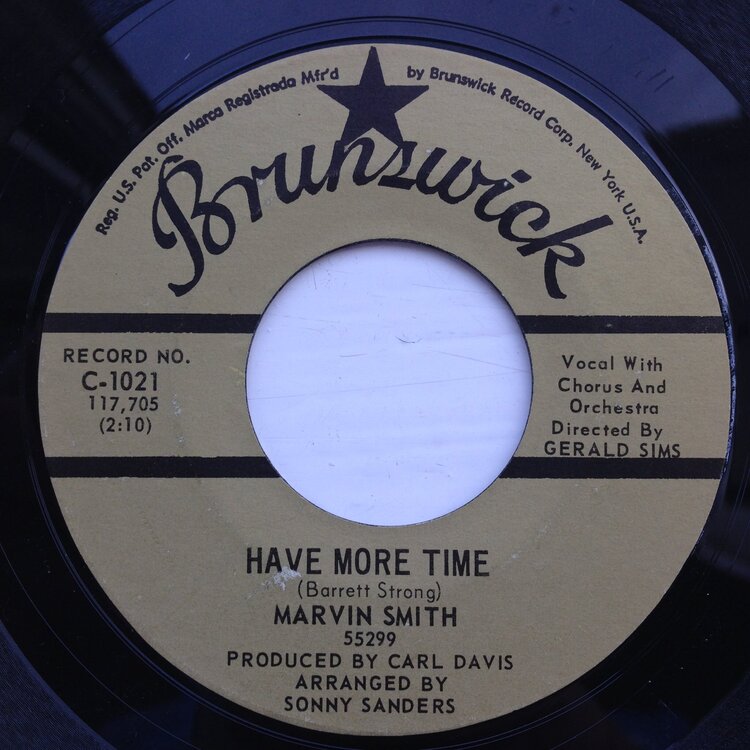 Reg. U.S. Pat. Off. Marca Registrada Mfr'd by Brunswick Record Corp. New York U.S.A.
Brunswick
RECORD NO.
C-1021
117,705
(2:10)
Vocal With
Chorus And
Orchestra
Directed By
GERALD SIMS
HAVE MORE TIME
(Barrett Strong)
MARVIN SMITH
55299
PRODUCED BY CARL DAVIS
ARRANGED BY
SONNY SANDERS